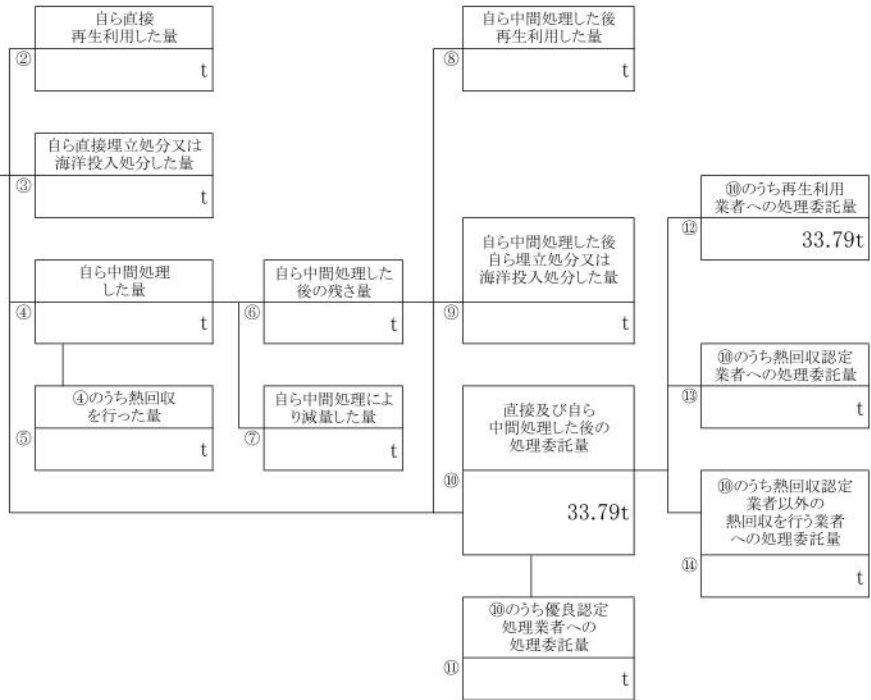 自ら直接
再生利用した量
②
t
自ら中間処理した後
再生利用した量
⑧
t
自ら直接埋立処分又は
海洋投入処分した量
③
t
⑩のうち再生利用
業者への処理委託量
⑫
33.79t
自ら中間処理
した量
④
t
自ら中間処理した
後の残さ量
⑥
t
自ら中間処理した後
自ら埋立処分又は
海洋投入処分した量
⑨
t
⑩のうち熱回収認定
業者への処理委託量
⑬
t
④のうち熱回収
を行った量
⑤
t
自ら中間処理によ
り減量した量
⑦
t
直接及び自ら
中間処理した後の
処理委託量
⑩
33.79t
⑩のうち熱回収認定
業者以外の
熱回収を行う業者
への処理委託量
⑭
t
⑩のうち優良認定
処理業者への
処理委託量
⑪
t